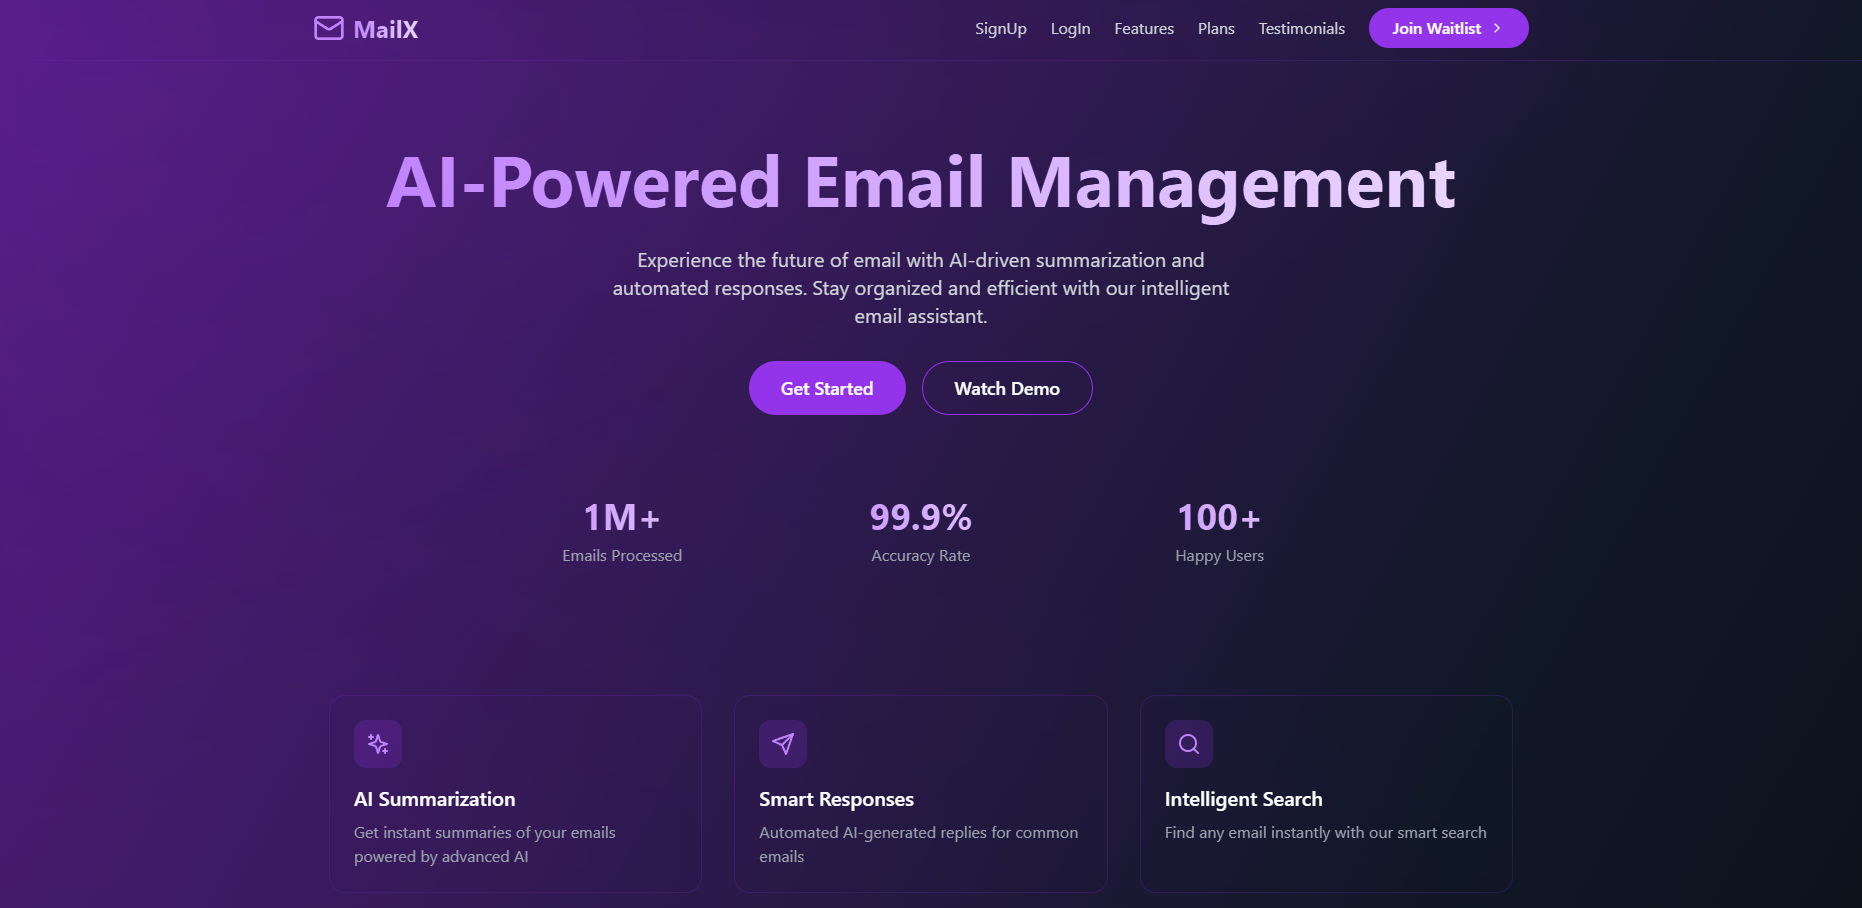 MailX
SignUp
LogIn
Features
Plans
Testimonials
Join Waitlist
AI-Powered Email Management
Experience the future of email with AI-driven summarization and
automated responses. Stay organized and efficient with our intelligent
email assistant.
Get Started
Watch Demo
1M+
Emails Processed
99.9%
Accuracy Rate
100+
Happy Users
AI Summarization
Get instant summaries of your emails
powered by advanced AI
Smart Responses
Automated AI-generated replies for common
emails
Intelligent Search
Find any email instantly with our smart search